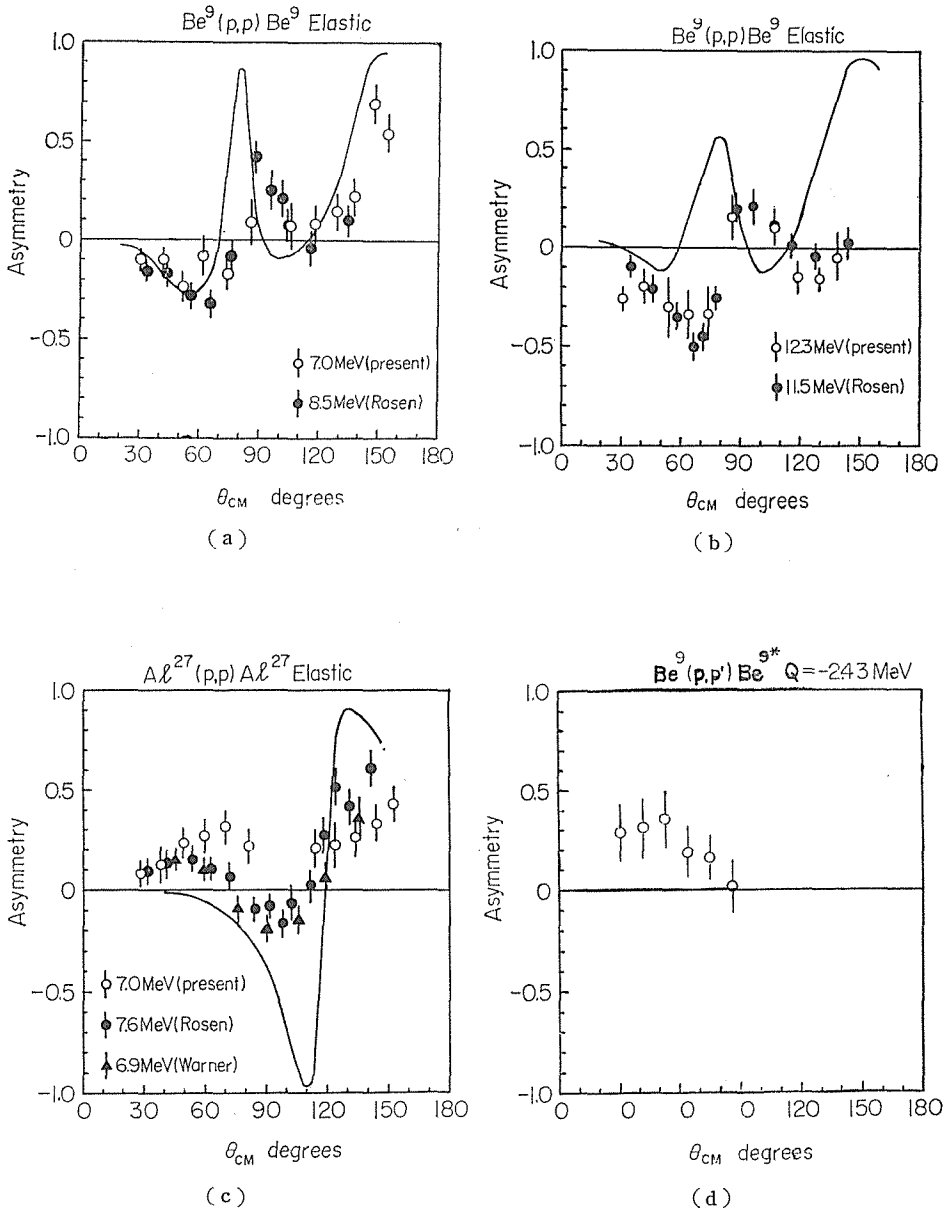 Be⁹(p,p)Be⁹ Elastic
1.0
0.5
0
-0.5
-1.0
Asymmetry
7.0MeV(present)
8.5MeV(Rosen)
0 30 60 90 120 150 180
θCM degrees
(a)
Be⁹(p,p)Be⁹ Elastic
1.0
0.5
0
-0.5
-1.0
Asymmetry
12.3MeV(present)
11.5MeV(Rosen)
0 30 60 90 120 150 180
θCM degrees
(b)
Aℓ²⁷(p,p)Aℓ²⁷ Elastic
1.0
0.5
0
-0.5
-1.0
Asymmetry
7.0MeV(present)
7.6MeV(Rosen)
6.9MeV(Warner)
0 30 60 90 120 150 180
θCM degrees
(c)
Be⁹(p,p')Be⁹* Q=-2.43MeV
1.0
0.5
0
-0.5
-1.0
Asymmetry
0 0 0 0 120 150 180
θCM degrees
(d)